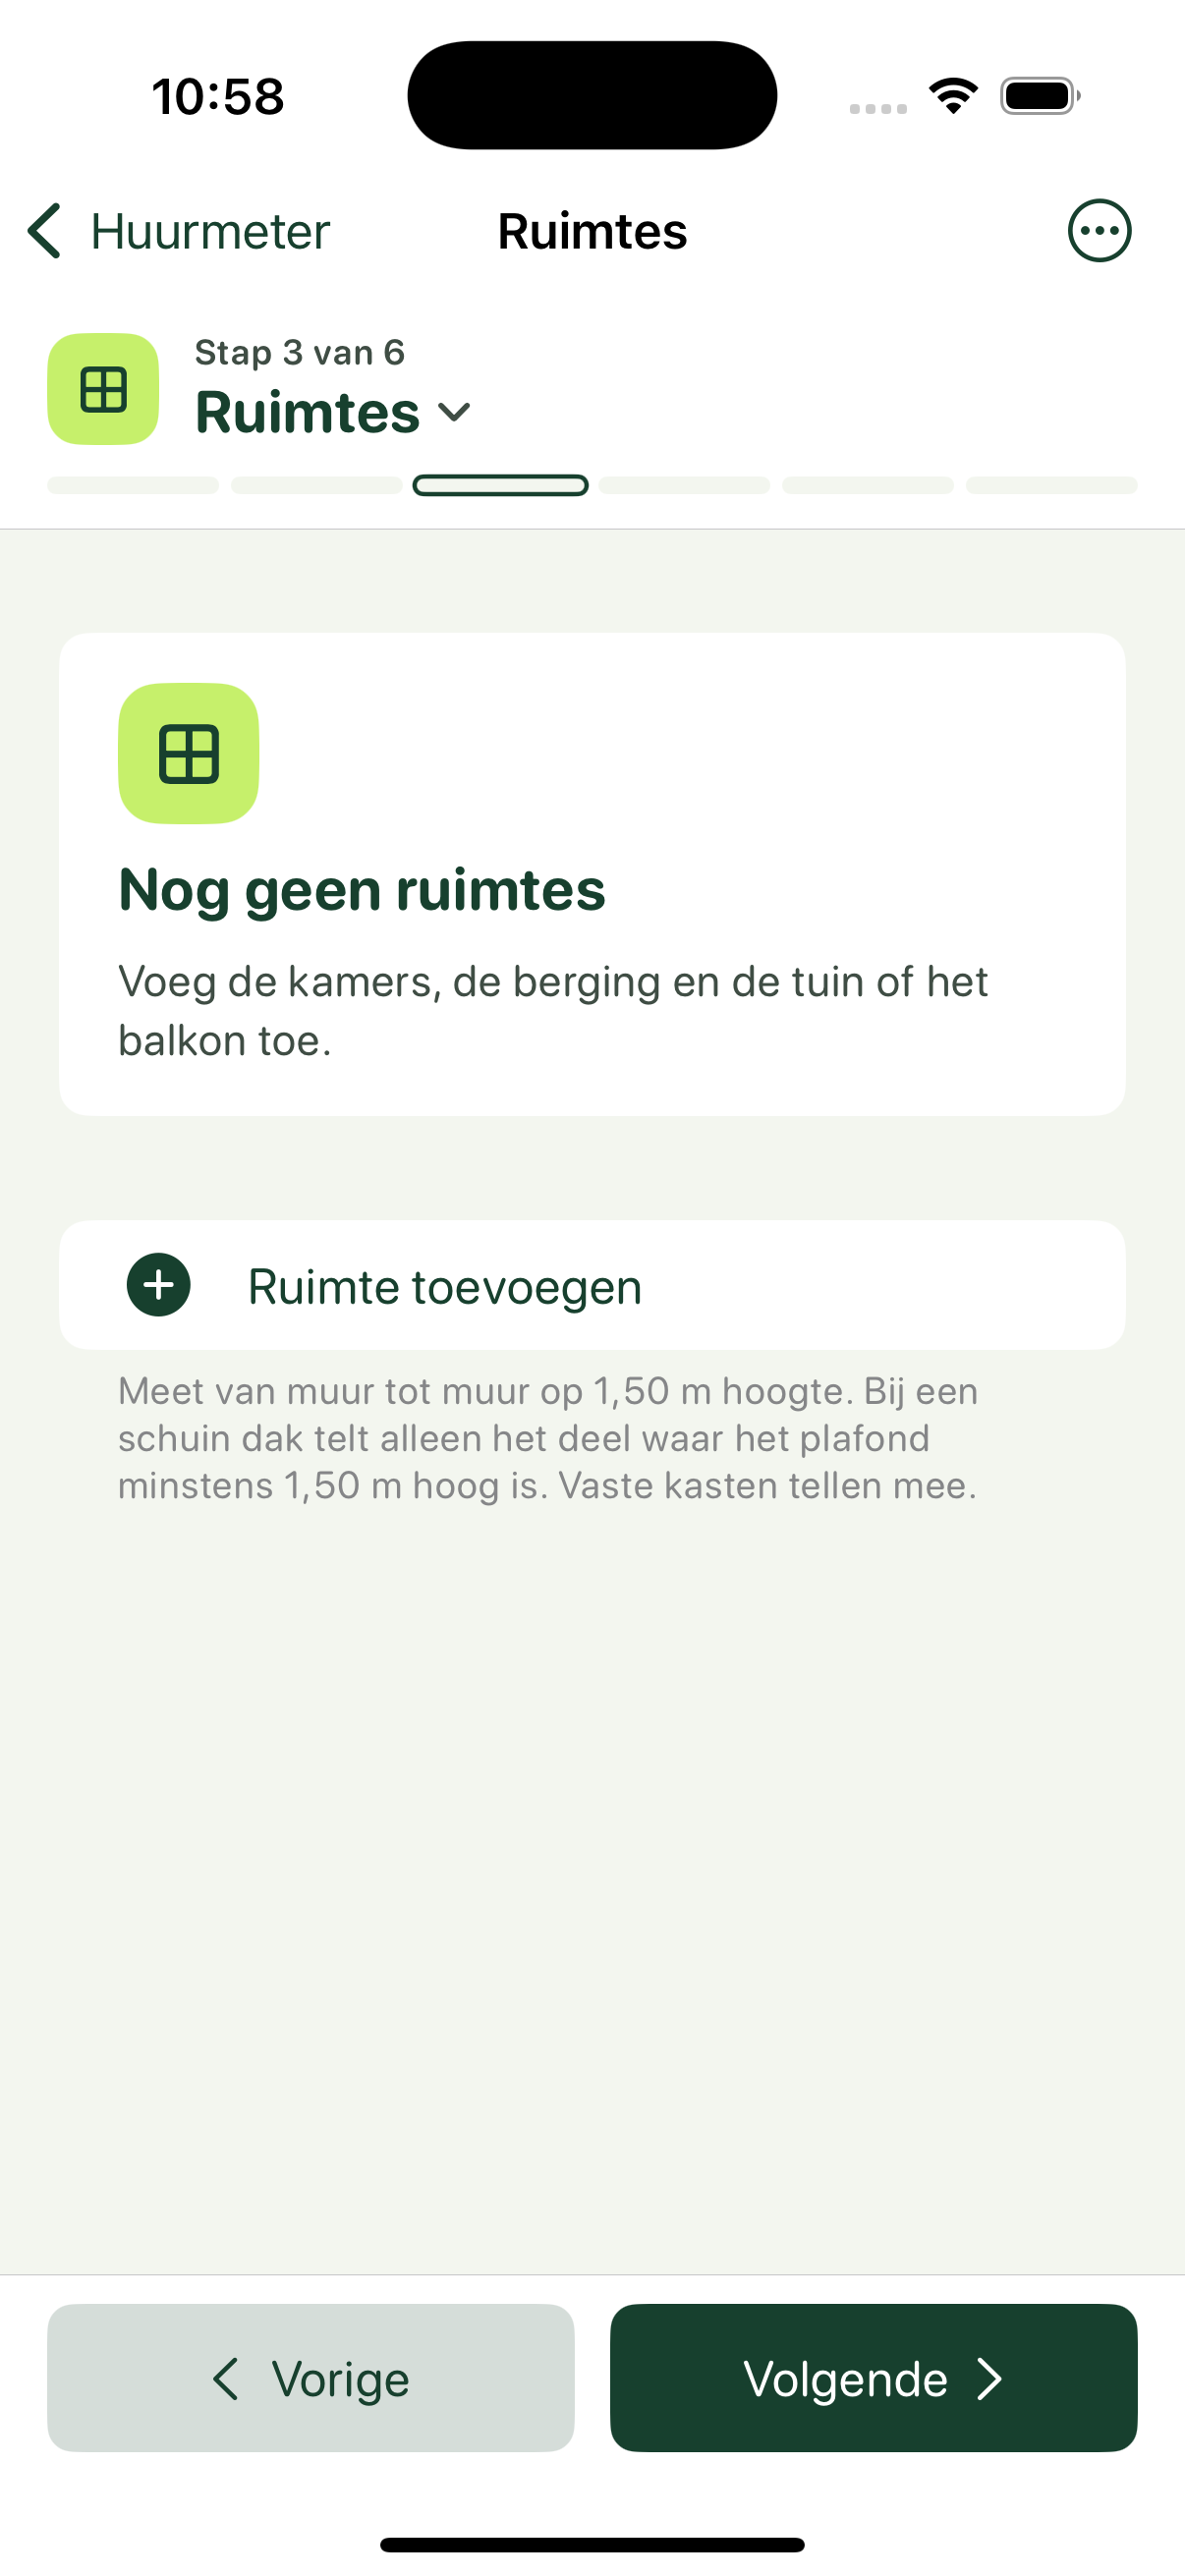 10:58
Huurmeter
Ruimtes
Stap 3 van 6
Ruimtes
Nog geen ruimtes
Voeg de kamers, de berging en de tuin of het
balkon toe.
Ruimte toevoegen
Meet van muur tot muur op 1,50 m hoogte. Bij een
schuin dak telt alleen het deel waar het plafond
minstens 1,50 m hoog is. Vaste kasten tellen mee.
Vorige
Volgende